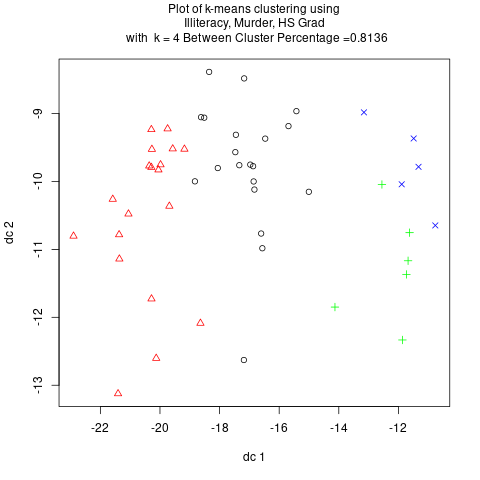 Plot of k-means clustering using
Illiteracy, Murder, HS Grad
with k = 4 Between Cluster Percentage =0.8136
-9
-10
-11
-12
-13
dc 2
-22 -20 -18 -16 -14 -12
dc 1